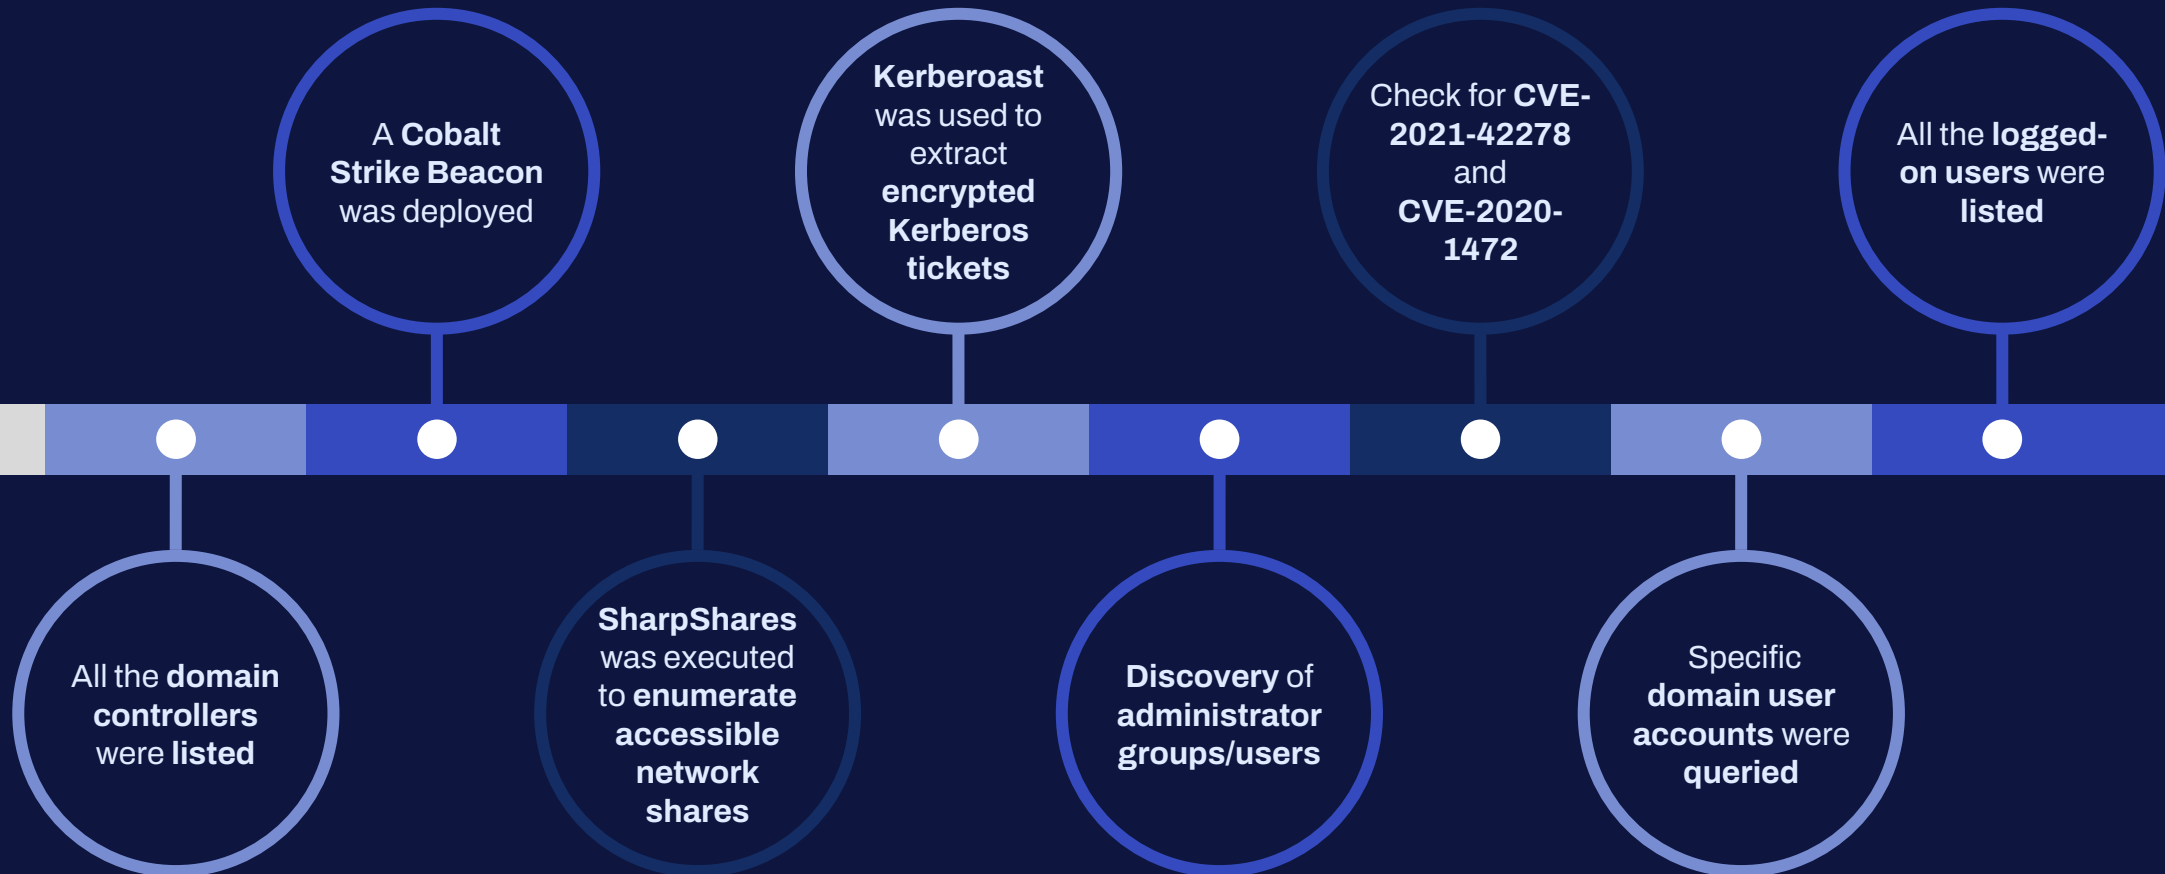 A Cobalt
Strike Beacon
was deployed
Kerberoast
was used to
extract
encrypted
Kerberos
tickets
Check for CVE-
2021-42278
and
CVE-2020-
1472
All the logged-
on users were
listed
All the domain
controllers
were listed
SharpShares
was executed
to enumerate
accessible
network
shares
Discovery of
administrator
groups/users
Specific
domain user
accounts were
queried